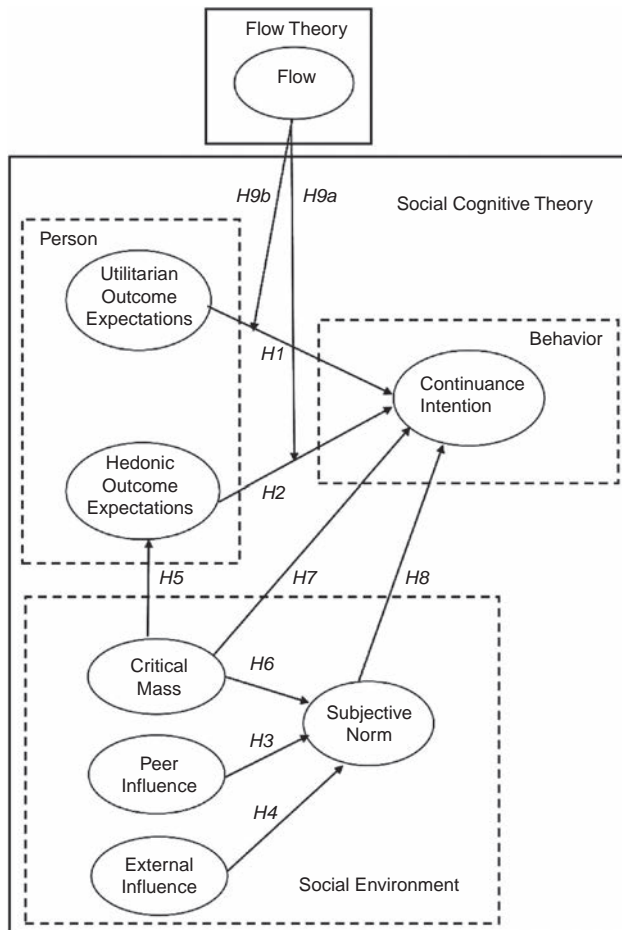 Flow Theory
Flow
H9b
H9a
Social Cognitive Theory
Person
Utilitarian
Outcome
Expectations
H1
Behavior
Continuance
Intention
Hedonic
Outcome
Expectations
H2
H5
H7
H8
Critical
Mass
H6
Subjective
Norm
H3
Peer
Influence
H4
External
Influence
Social Environment